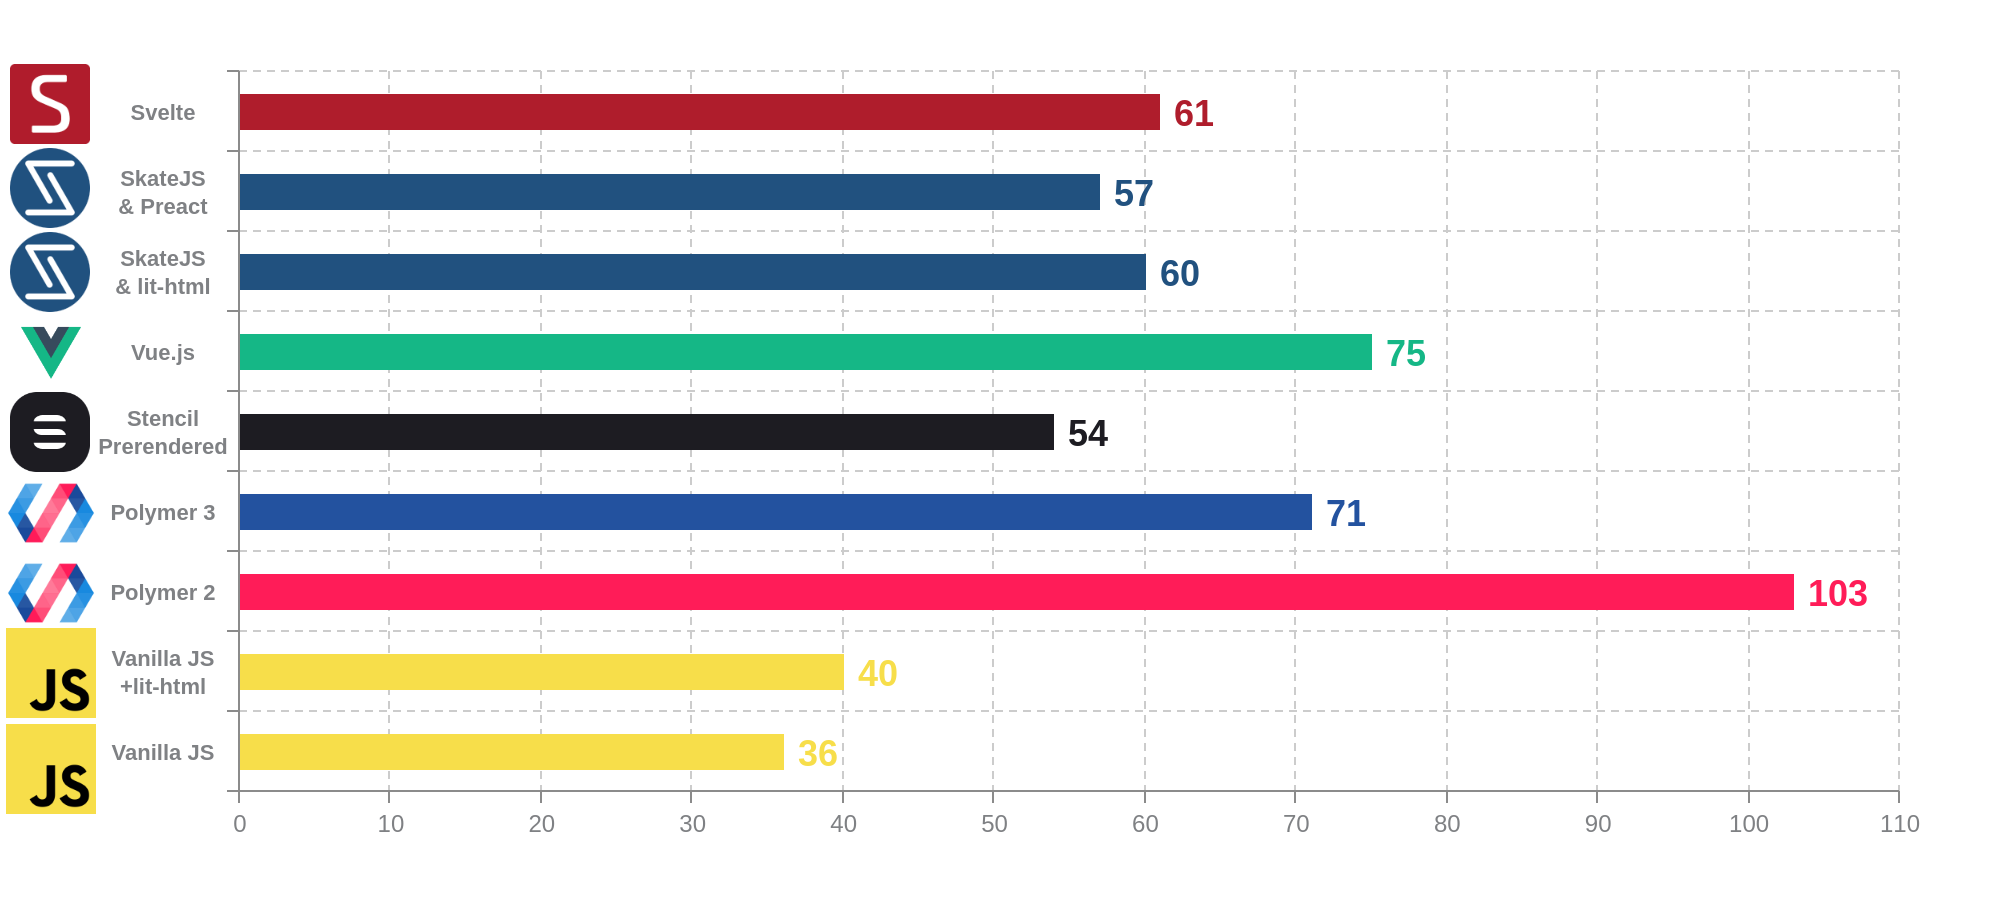 Svelte
61
SkateJS
& Preact
57
SkateJS
& lit-html
60
Vue.js
75
Stencil
Prerendered
54
Polymer 3
71
Polymer 2
103
Vanilla JS
+lit-html
JS
40
Vanilla JS
JS
36
0 10 20 30 40 50 60 70 80 90 100 110